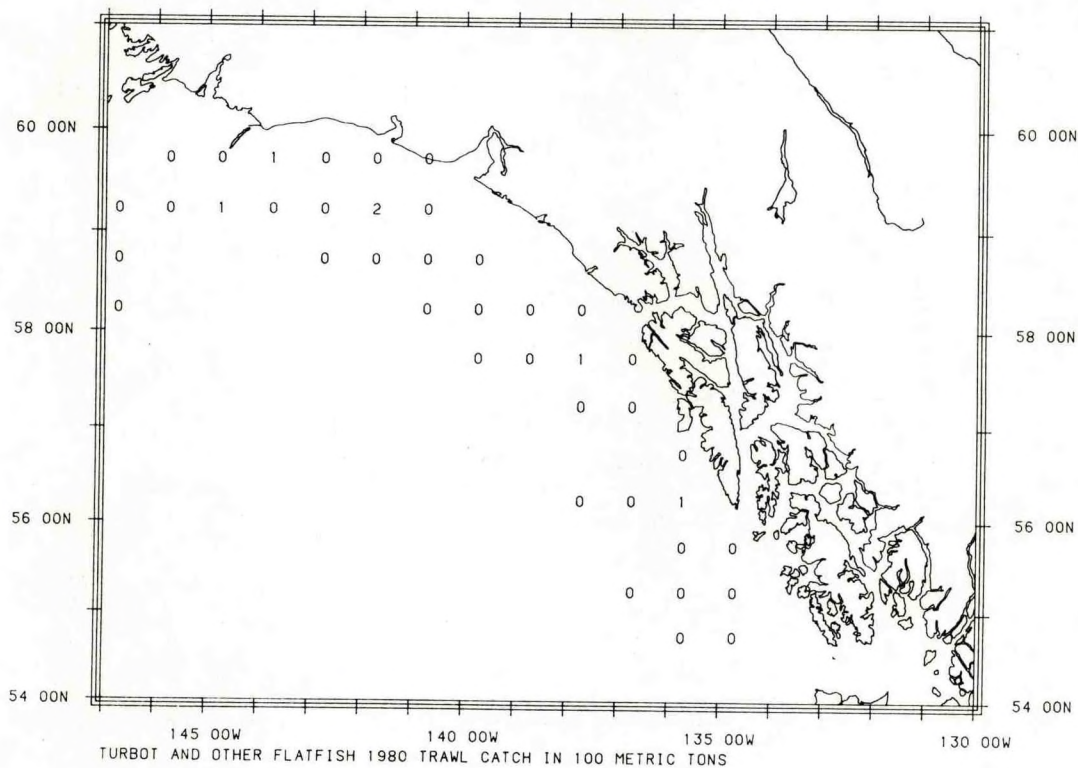 60 00N 60 00N
0 0 1 0 0 0
0 0 1 0 0 2 0
0 0 0 0 0
0 0 0 0 0
58 00N 58 00N
0 0 1 0
0 0
0
0 0 1
56 00N 56 00N
0 0
0 0 0
0 0
54 00N 54 00N
145 00W 140 00W 135 00W 130 00W
TURBOT AND OTHER FLATFISH 1980 TRAWL CATCH IN 100 METRIC TONS